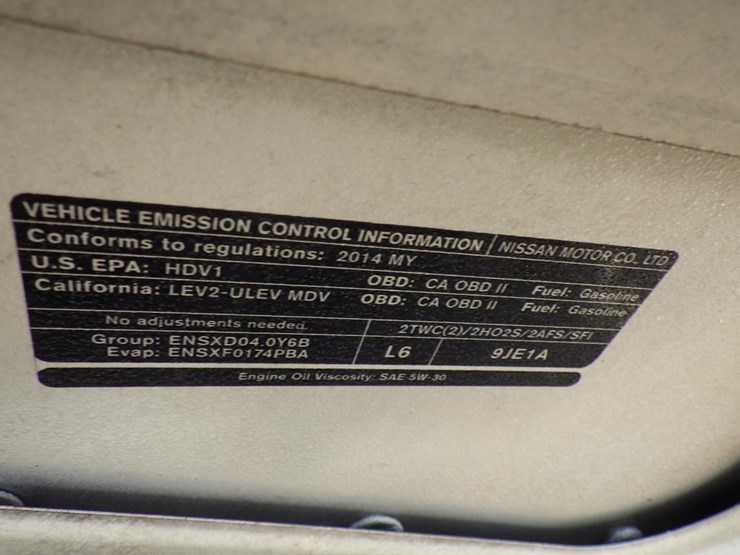 VEHICLE EMISSION CONTROL INFORMATION NISSAN MOTOR CO. LTD
Conforms to regulations: 2014 MY
U.S. EPA: HDV1 OBD: CA OBD II Fuel: Gasoline
California: LEV2-ULEV MDV OBD: CA OBD II Fuel: Gasoline
No adjustments needed. 2TWC(2)/2HO2S/2AFS/SFI
Group: ENSXD04.0Y6B
Evap: ENSXF0174PBA L6 9JE1A
Engine Oil Viscosity: SAE 5W-30